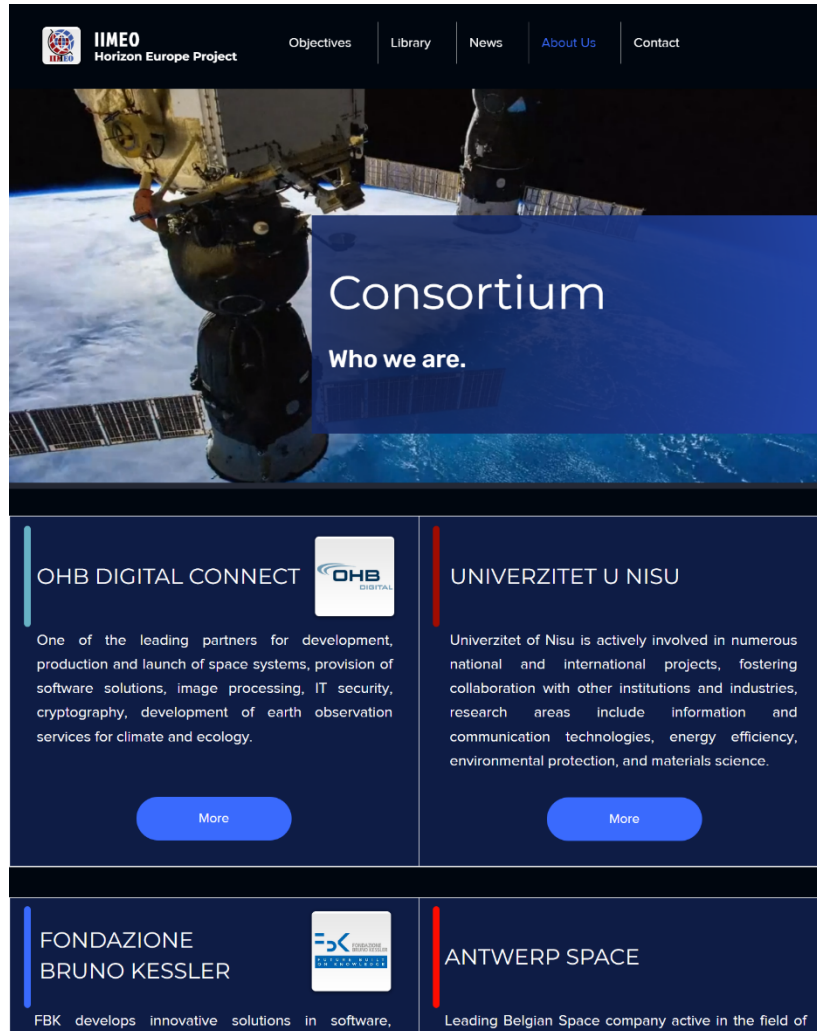 IIMEO
IIMEO
Horizon Europe Project
Objectives
Library
News
About Us
Contact
Consortium
Who we are.
OHB DIGITAL CONNECT
OHB
DIGITAL
One of the leading partners for development,
production and launch of space systems, provision of
software solutions, image processing, IT security,
cryptography, development of earth observation
services for climate and ecology.
More
UNIVERZITET U NISU
Univerzitet of Nisu is actively involved in numerous
national and international projects, fostering
collaboration with other institutions and industries,
research areas include information and
communication technologies, energy efficiency,
environmental protection, and materials science.
More
FONDAZIONE
BRUNO KESSLER
FBK
FONDAZIONE
BRUNO KESSLER
FUTURE BUILT
ON KNOWLEDGE
FBK develops innovative solutions in software,
ANTWERP SPACE
Leading Belgian Space company active in the field of